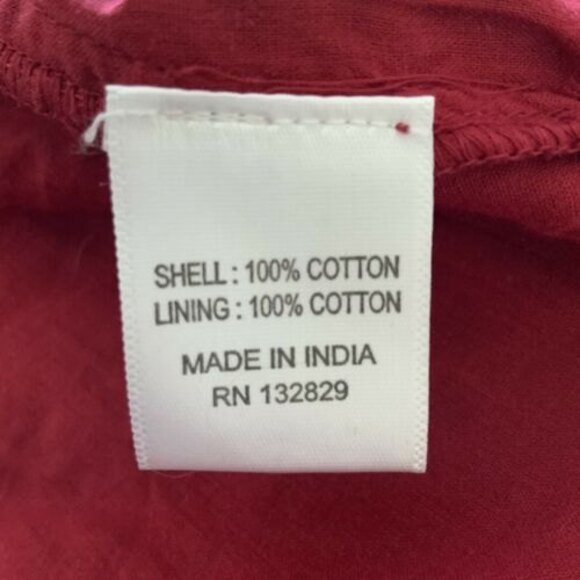 SHELL : 100% COTTON
LINING : 100% COTTON
MADE IN INDIA
RN 132829